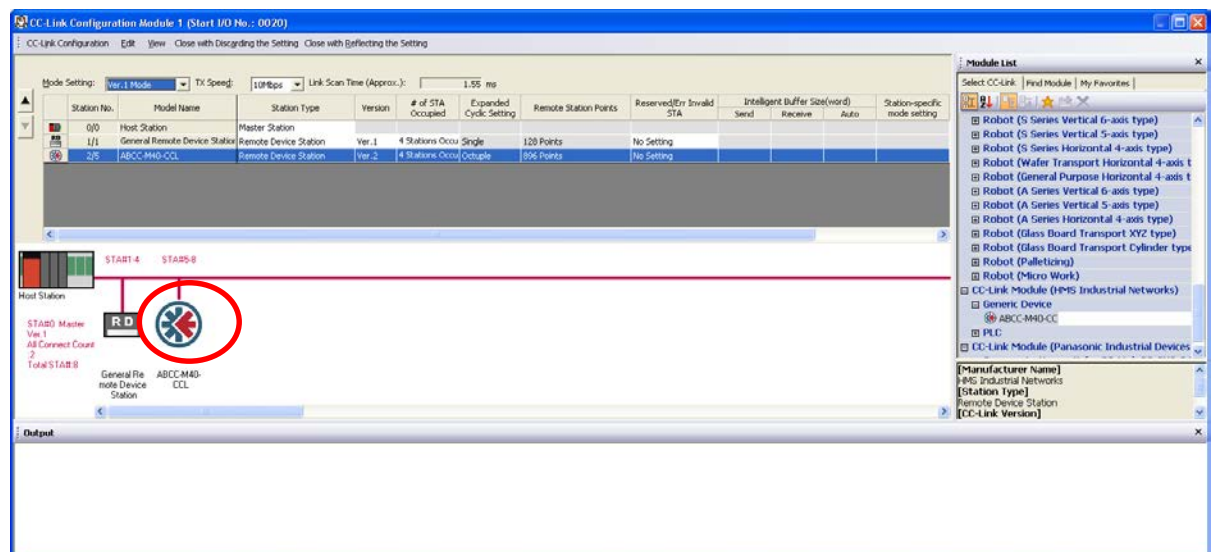 CC-Link Configuration Module 1 (Start I/O No.: 0020)
CC-Link Configuration Edit View Close with Discarding the Setting Close with Reflecting the Setting
Mode Setting: Ver.1 Mode TX Speed: 10Mbps Link Scan Time (Approx.): 1.55 ms
Station No. Model Name Station Type Version # of STA Occupied Expanded Cyclic Setting Remote Station Points Reserved/Err Invalid STA Intelligent Buffer Size(word) Send Receive Auto Station-specific mode setting
0/0 Host Station Master Station
1/1 General Remote Device Station Remote Device Station Ver.1 4 Stations Occu Single 128 Points No Setting
2/5 ABCC-M40-CCL Remote Device Station Ver.2 4 Stations Occu Octuple 896 Points No Setting
STA#1-4 STA#5-8
Host Station
STA#0 Master
Ver.1
All Connect Count
:2
Total STA#:8
RD
General Re
mote Device
Station
ABCC-M40-
CCL
Module List
Select CC-Link Find Module My Favorites
Robot (S Series Vertical 6-axis type)
Robot (S Series Vertical 5-axis type)
Robot (S Series Horizontal 4-axis type)
Robot (Wafer Transport Horizontal 4-axis t
Robot (General Purpose Horizontal 4-axis t
Robot (A Series Vertical 6-axis type)
Robot (A Series Vertical 5-axis type)
Robot (A Series Horizontal 4-axis type)
Robot (Glass Board Transport XYZ type)
Robot (Glass Board Transport Cylinder type
Robot (Palletizing)
Robot (Micro Work)
CC-Link Module (HMS Industrial Networks)
Generic Device
ABCC-M40-CC
PLC
CC-Link Module (Panasonic Industrial Devices
[Manufacturer Name]
HMS Industrial Networks
[Station Type]
Remote Device Station
[CC-Link Version]
Output